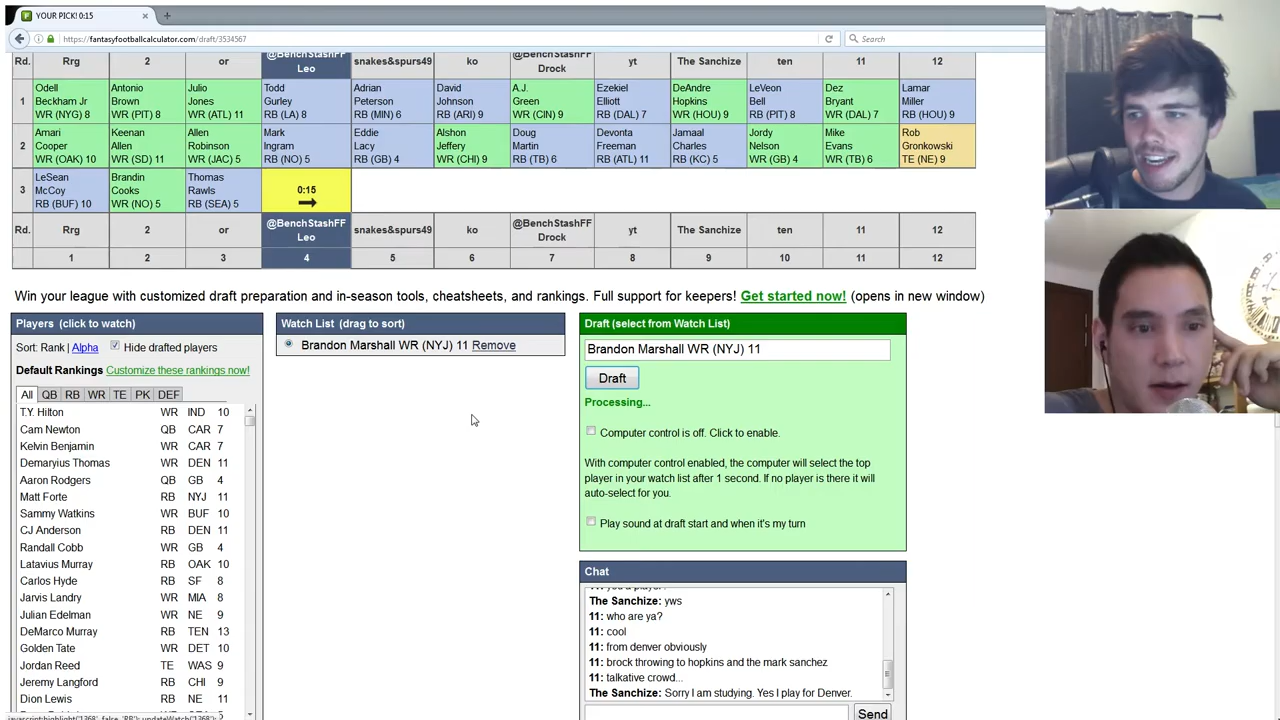 YOUR PICK! 0:15
https://fantasyfootballcalculator.com/draft/3534567
Search
Rd. Rrg 2 or @BenchStashFF Leo snakes&spurs49 ko @BenchStashFF Drock yt The Sanchize ten 11 12
1 Odell Beckham Jr WR (NYG) 8 Antonio Brown WR (PIT) 8 Julio Jones WR (ATL) 11 Todd Gurley RB (LA) 8 Adrian Peterson RB (MIN) 6 David Johnson RB (ARI) 9 A.J. Green WR (CIN) 9 Ezekiel Elliott RB (DAL) 7 DeAndre Hopkins WR (HOU) 9 LeVeon Bell RB (PIT) 8 Dez Bryant WR (DAL) 7 Lamar Miller RB (HOU) 9
2 Amari Cooper WR (OAK) 10 Keenan Allen WR (SD) 11 Allen Robinson WR (JAC) 5 Mark Ingram RB (NO) 5 Eddie Lacy RB (GB) 4 Alshon Jeffery WR (CHI) 9 Doug Martin RB (TB) 6 Devonta Freeman RB (ATL) 11 Jamaal Charles RB (KC) 5 Jordy Nelson WR (GB) 4 Mike Evans WR (TB) 6 Rob Gronkowski TE (NE) 9
3 LeSean McCoy RB (BUF) 10 Brandin Cooks WR (NO) 5 Thomas Rawls RB (SEA) 5 0:15
Rd. Rrg 2 or @BenchStashFF Leo snakes&spurs49 ko @BenchStashFF Drock yt The Sanchize ten 11 12
1 2 3 4 5 6 7 8 9 10 11 12
Win your league with customized draft preparation and in-season tools, cheatsheets, and rankings. Full support for keepers! Get started now! (opens in new window)
Players (click to watch)
Sort: Rank | Alpha Hide drafted players
Default Rankings Customize these rankings now!
All QB RB WR TE PK DEF
T.Y. Hilton WR IND 10
Cam Newton QB CAR 7
Kelvin Benjamin WR CAR 7
Demaryius Thomas WR DEN 11
Aaron Rodgers QB GB 4
Matt Forte RB NYJ 11
Sammy Watkins WR BUF 10
CJ Anderson RB DEN 11
Randall Cobb WR GB 4
Latavius Murray RB OAK 10
Carlos Hyde RB SF 8
Jarvis Landry WR MIA 8
Julian Edelman WR NE 9
DeMarco Murray RB TEN 13
Golden Tate WR DET 10
Jordan Reed TE WAS 9
Jeremy Langford RB CHI 9
Dion Lewis RB NE 11
Watch List (drag to sort)
Brandon Marshall WR (NYJ) 11 Remove
Draft (select from Watch List)
Brandon Marshall WR (NYJ) 11
Draft
Processing...
Computer control is off. Click to enable.
With computer control enabled, the computer will select the top
player in your watch list after 1 second. If no player is there it will
auto-select for you.
Play sound at draft start and when it's my turn
Chat
The Sanchize: yws
11: who are ya?
11: cool
11: from denver obviously
11: brock throwing to hopkins and the mark sanchez
11: talkative crowd...
The Sanchize: Sorry I am studying. Yes I play for Denver.
Send